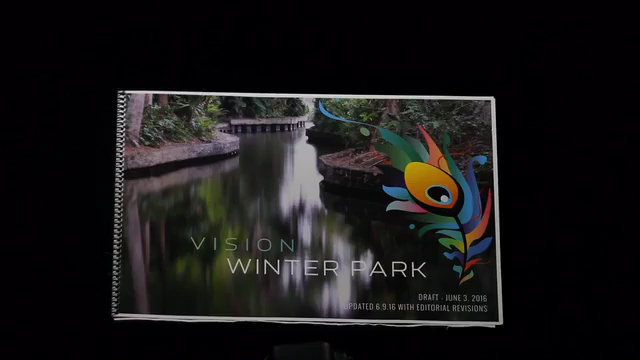 VISION
WINTER PARK
DRAFT - JUNE 3, 2016
UPDATED 6.9.16 WITH EDITORIAL REVISIONS